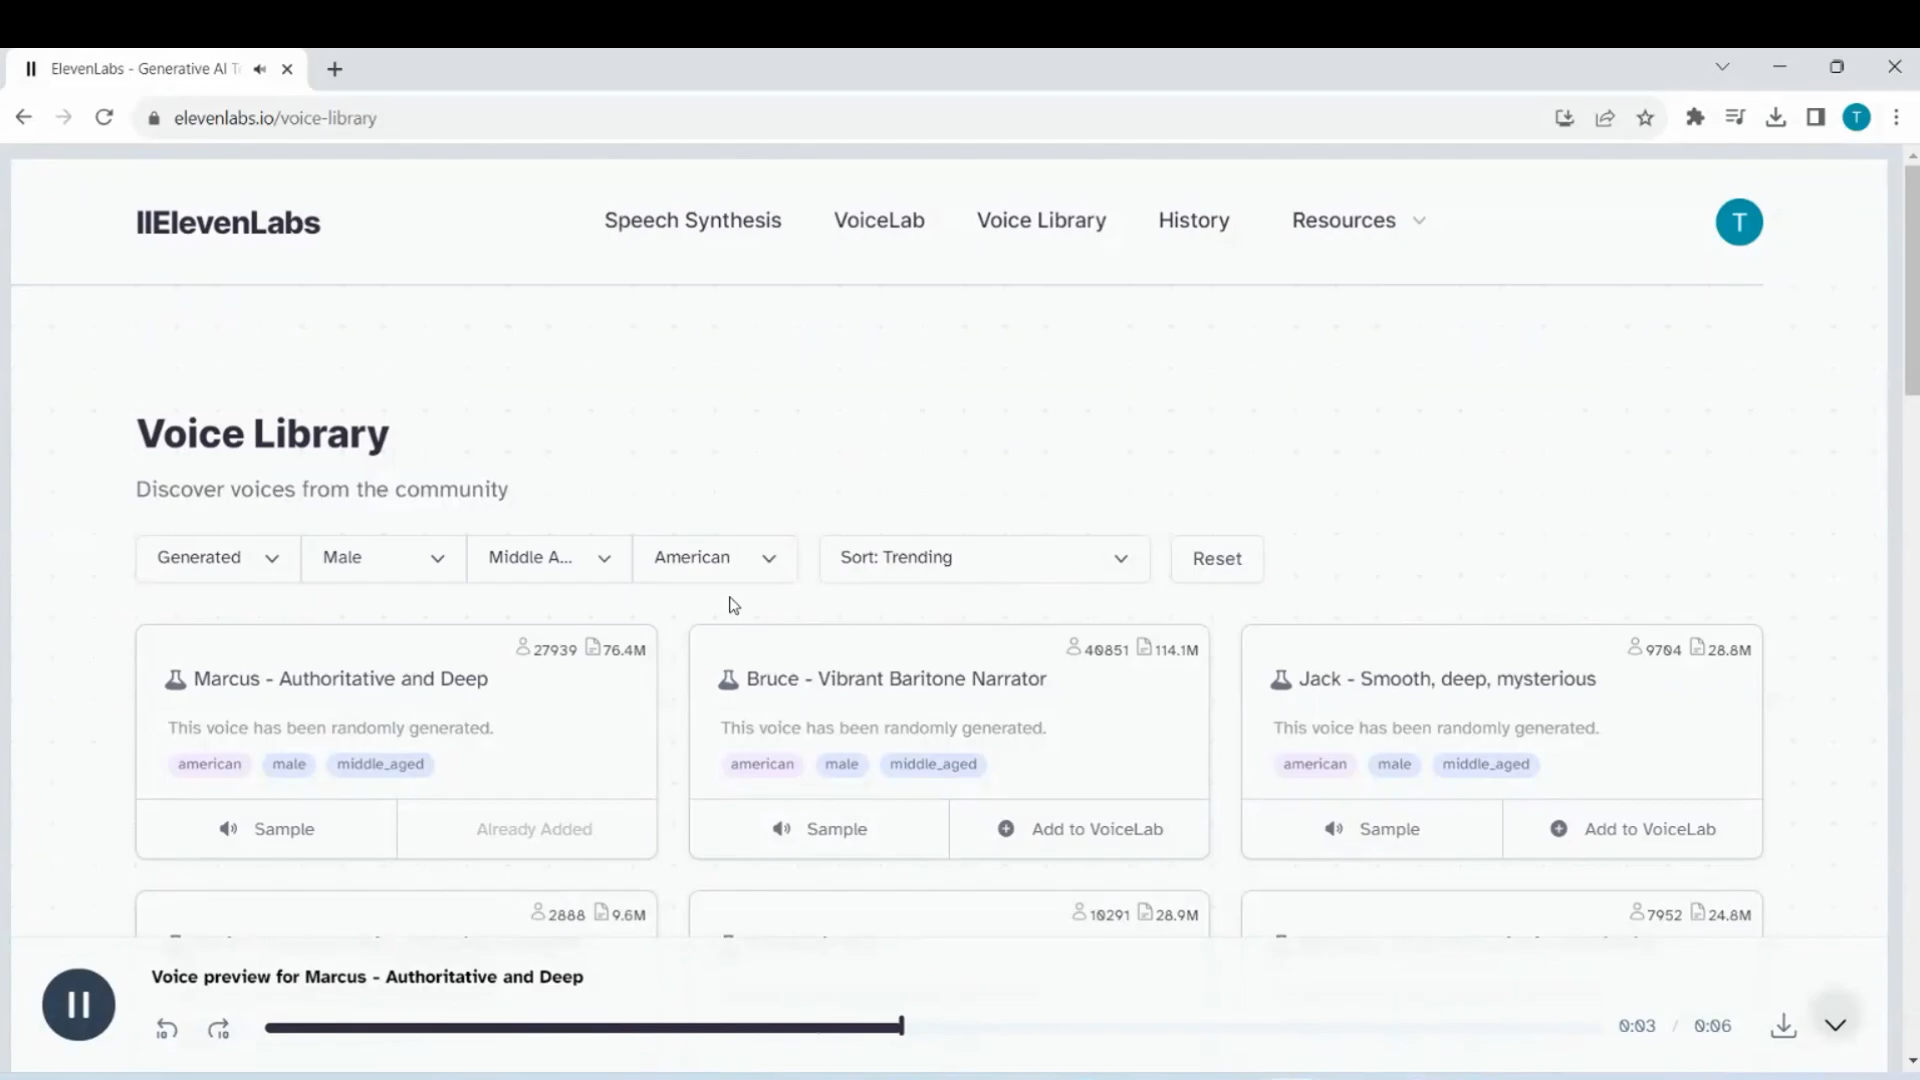 ElevenLabs - Generative AI T
elevenlabs.io/voice-library
T
IIElevenLabs
Speech Synthesis
VoiceLab
Voice Library
History
Resources
T
Voice Library
Discover voices from the community
Generated
Male
Middle A...
American
Sort: Trending
Reset
27939 76.4M
Marcus - Authoritative and Deep
This voice has been randomly generated.
american male middle_aged
Sample
Already Added
40851 114.1M
Bruce - Vibrant Baritone Narrator
This voice has been randomly generated.
american male middle_aged
Sample
Add to VoiceLab
9704 28.8M
Jack - Smooth, deep, mysterious
This voice has been randomly generated.
american male middle_aged
Sample
Add to VoiceLab
2888 9.6M
10291 28.9M
7952 24.8M
Voice preview for Marcus - Authoritative and Deep
10
10
0:03 / 0:06